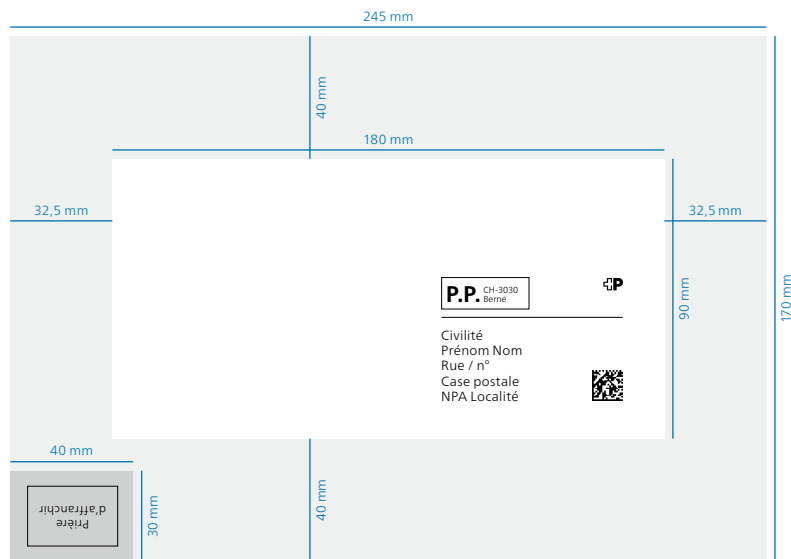 245 mm
40 mm
180 mm
32,5 mm
32,5 mm
P.P. CH-3030
Berne
P
90 mm
170 mm
Civilité
Prénom Nom
Rue / n°
Case postale
NPA Localité
40 mm
30 mm
40 mm
Prière
d'affranchir